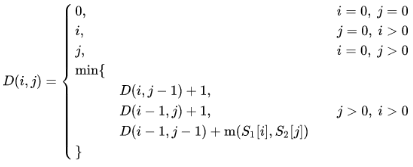 0, i = 0, j = 0
i, j = 0, i > 0
j, i = 0, j > 0
min{
D(i, j − 1) + 1,
D(i, j) = D(i − 1, j) + 1, j > 0, i > 0
D(i − 1, j − 1) + m(S₁[i], S₂[j])
}